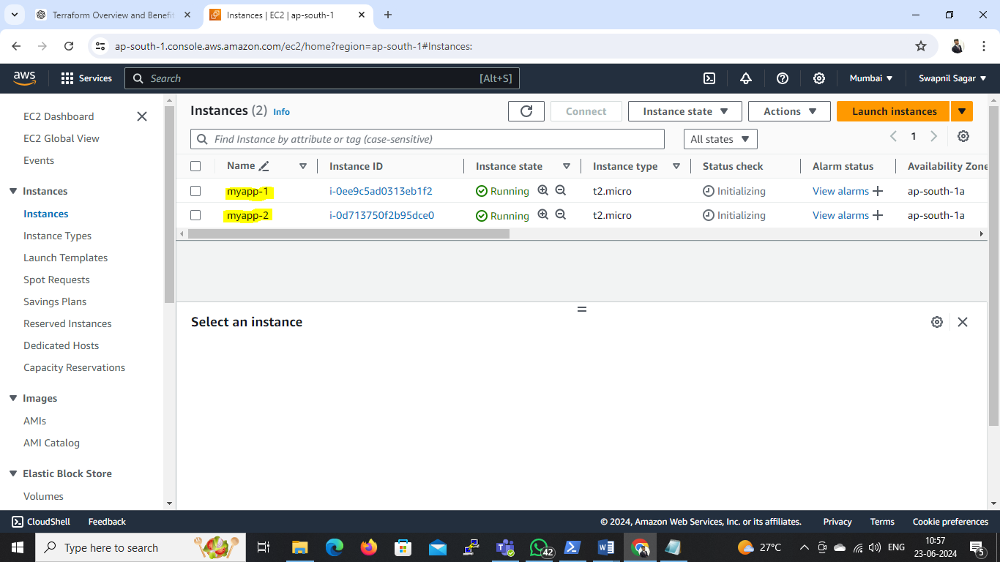 Terraform Overview and Benefit
Instances | EC2 | ap-south-1
ap-south-1.console.aws.amazon.com/ec2/home?region=ap-south-1#Instances:
aws
Services
Search
[Alt+S]
Mumbai
Swapnil Sagar
EC2 Dashboard
EC2 Global View
Events
Instances
Instances
Instance Types
Launch Templates
Spot Requests
Savings Plans
Reserved Instances
Dedicated Hosts
Capacity Reservations
Images
AMIs
AMI Catalog
Elastic Block Store
Volumes
Instances (2) Info
Connect
Instance state
Actions
Launch instances
Find Instance by attribute or tag (case-sensitive)
All states
1
Name Instance ID Instance state Instance type Status check Alarm status Availability Zone
myapp-1 i-0ee9c5ad0313eb1f2 Running t2.micro Initializing View alarms + ap-south-1a
myapp-2 i-0d713750f2b95dce0 Running t2.micro Initializing View alarms + ap-south-1a
Select an instance
CloudShell Feedback © 2024, Amazon Web Services, Inc. or its affiliates. Privacy Terms Cookie preferences
Type here to search
42
27°C
ENG
10:57
23-06-2024
5